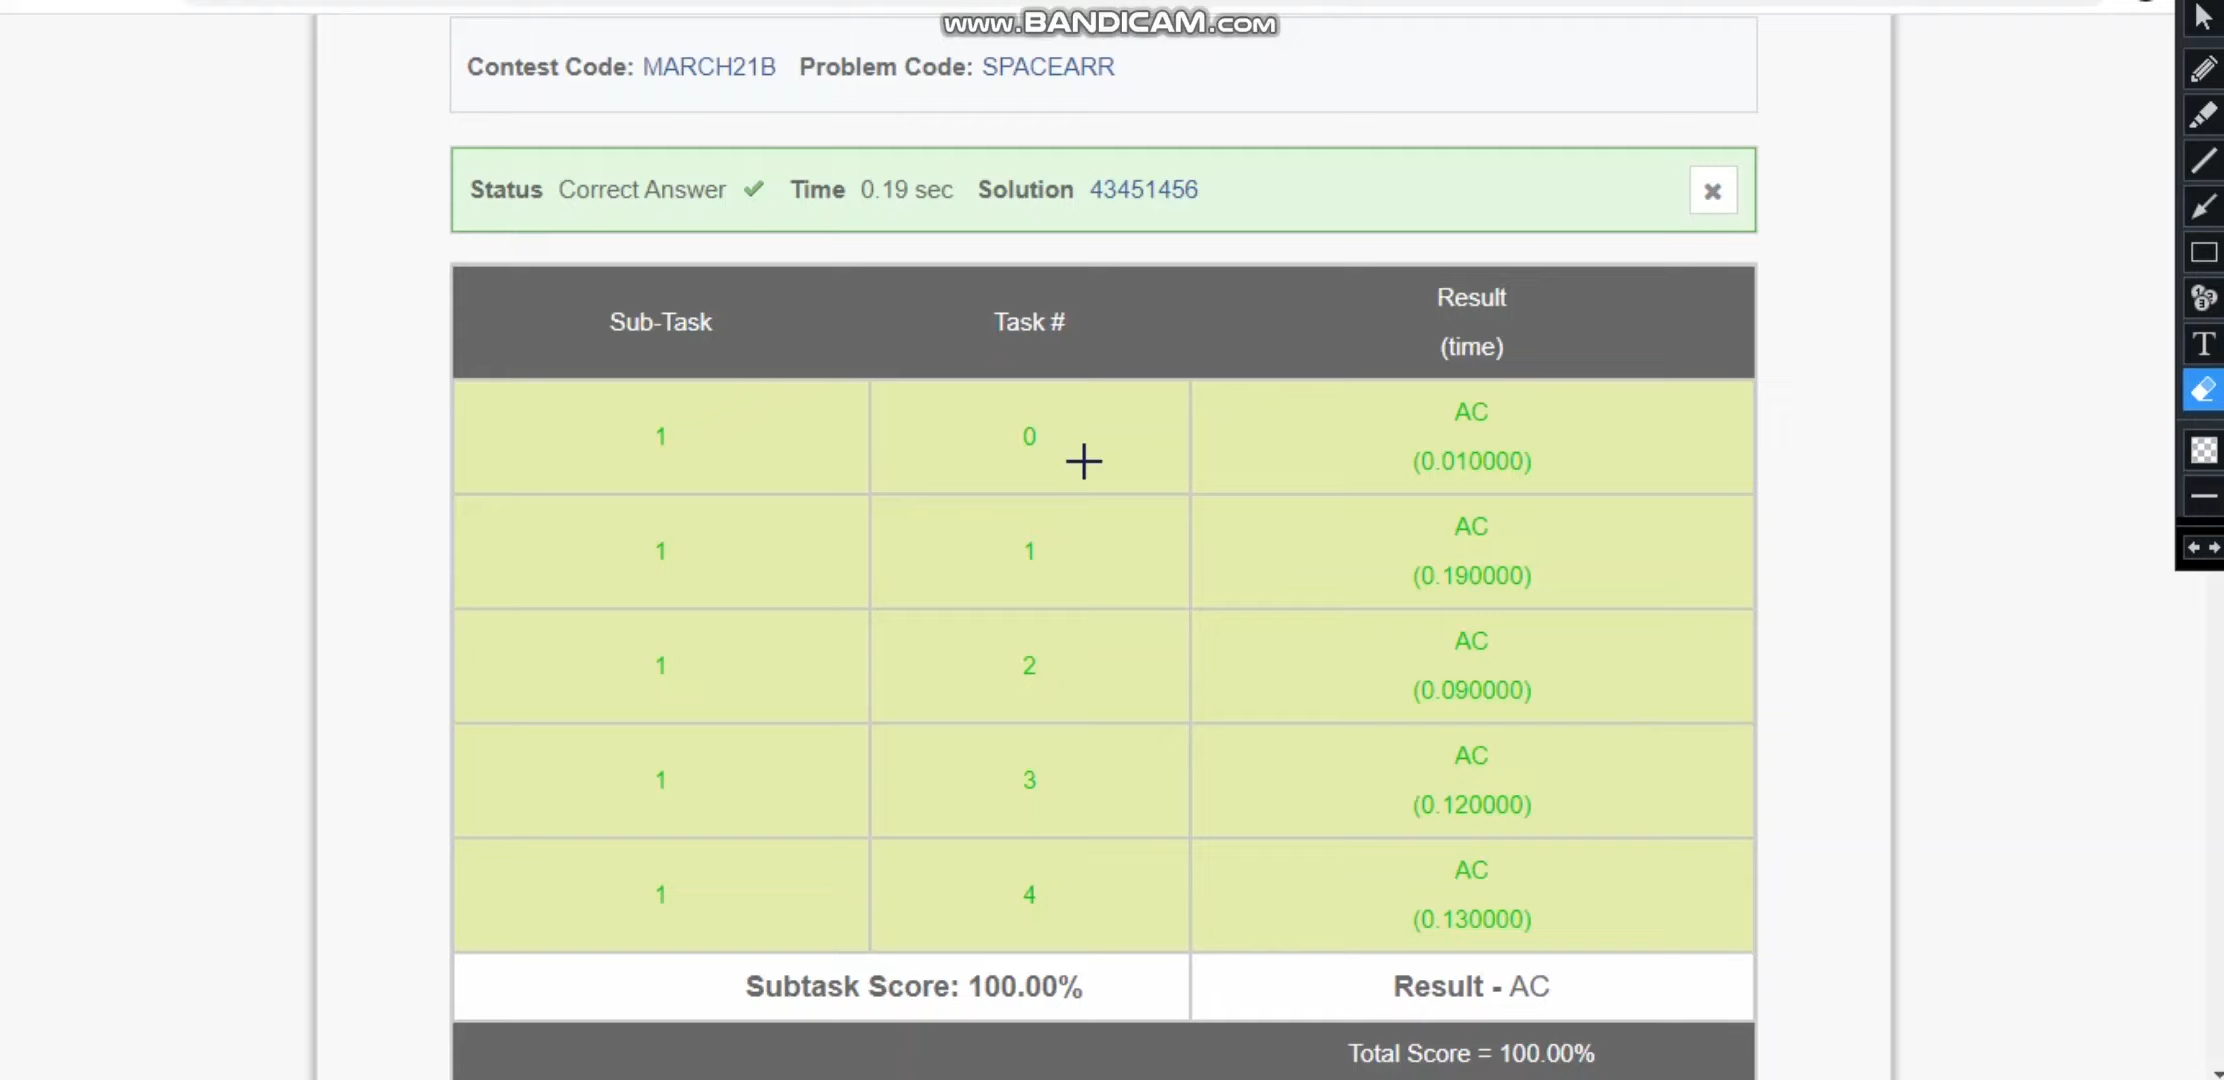 www.BANDICAM.com
Contest Code: MARCH21B Problem Code: SPACEARR
Status Correct Answer ✔ Time 0.19 sec Solution 43451456
Sub-Task Task # Result
(time)
1 0 AC
(0.010000)
1 1 AC
(0.190000)
1 2 AC
(0.090000)
1 3 AC
(0.120000)
1 4 AC
(0.130000)
Subtask Score: 100.00% Result - AC
Total Score = 100.00%
T